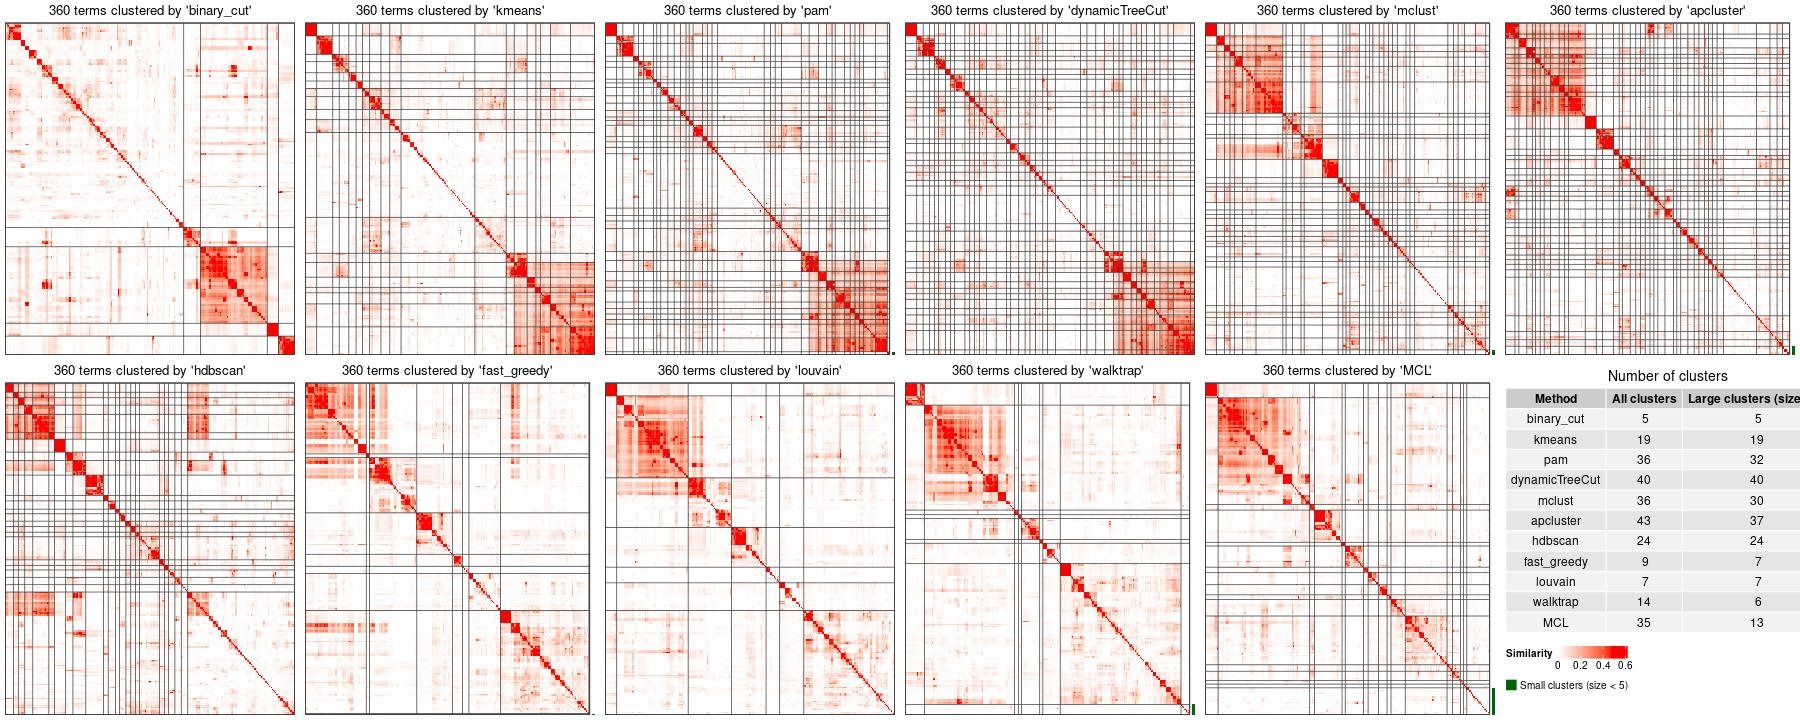 360 terms clustered by 'binary_cut'
360 terms clustered by 'kmeans'
360 terms clustered by 'pam'
360 terms clustered by 'dynamicTreeCut'
360 terms clustered by 'mclust'
360 terms clustered by 'apcluster'
360 terms clustered by 'hdbscan'
360 terms clustered by 'fast_greedy'
360 terms clustered by 'louvain'
360 terms clustered by 'walktrap'
360 terms clustered by 'MCL'
Number of clusters
Method All clusters Large clusters (size
binary_cut 5 5
kmeans 19 19
pam 36 32
dynamicTreeCut 40 40
mclust 36 30
apcluster 43 37
hdbscan 24 24
fast_greedy 9 7
louvain 7 7
walktrap 14 6
MCL 35 13
Similarity
0 0.2 0.4 0.6
Small clusters (size < 5)